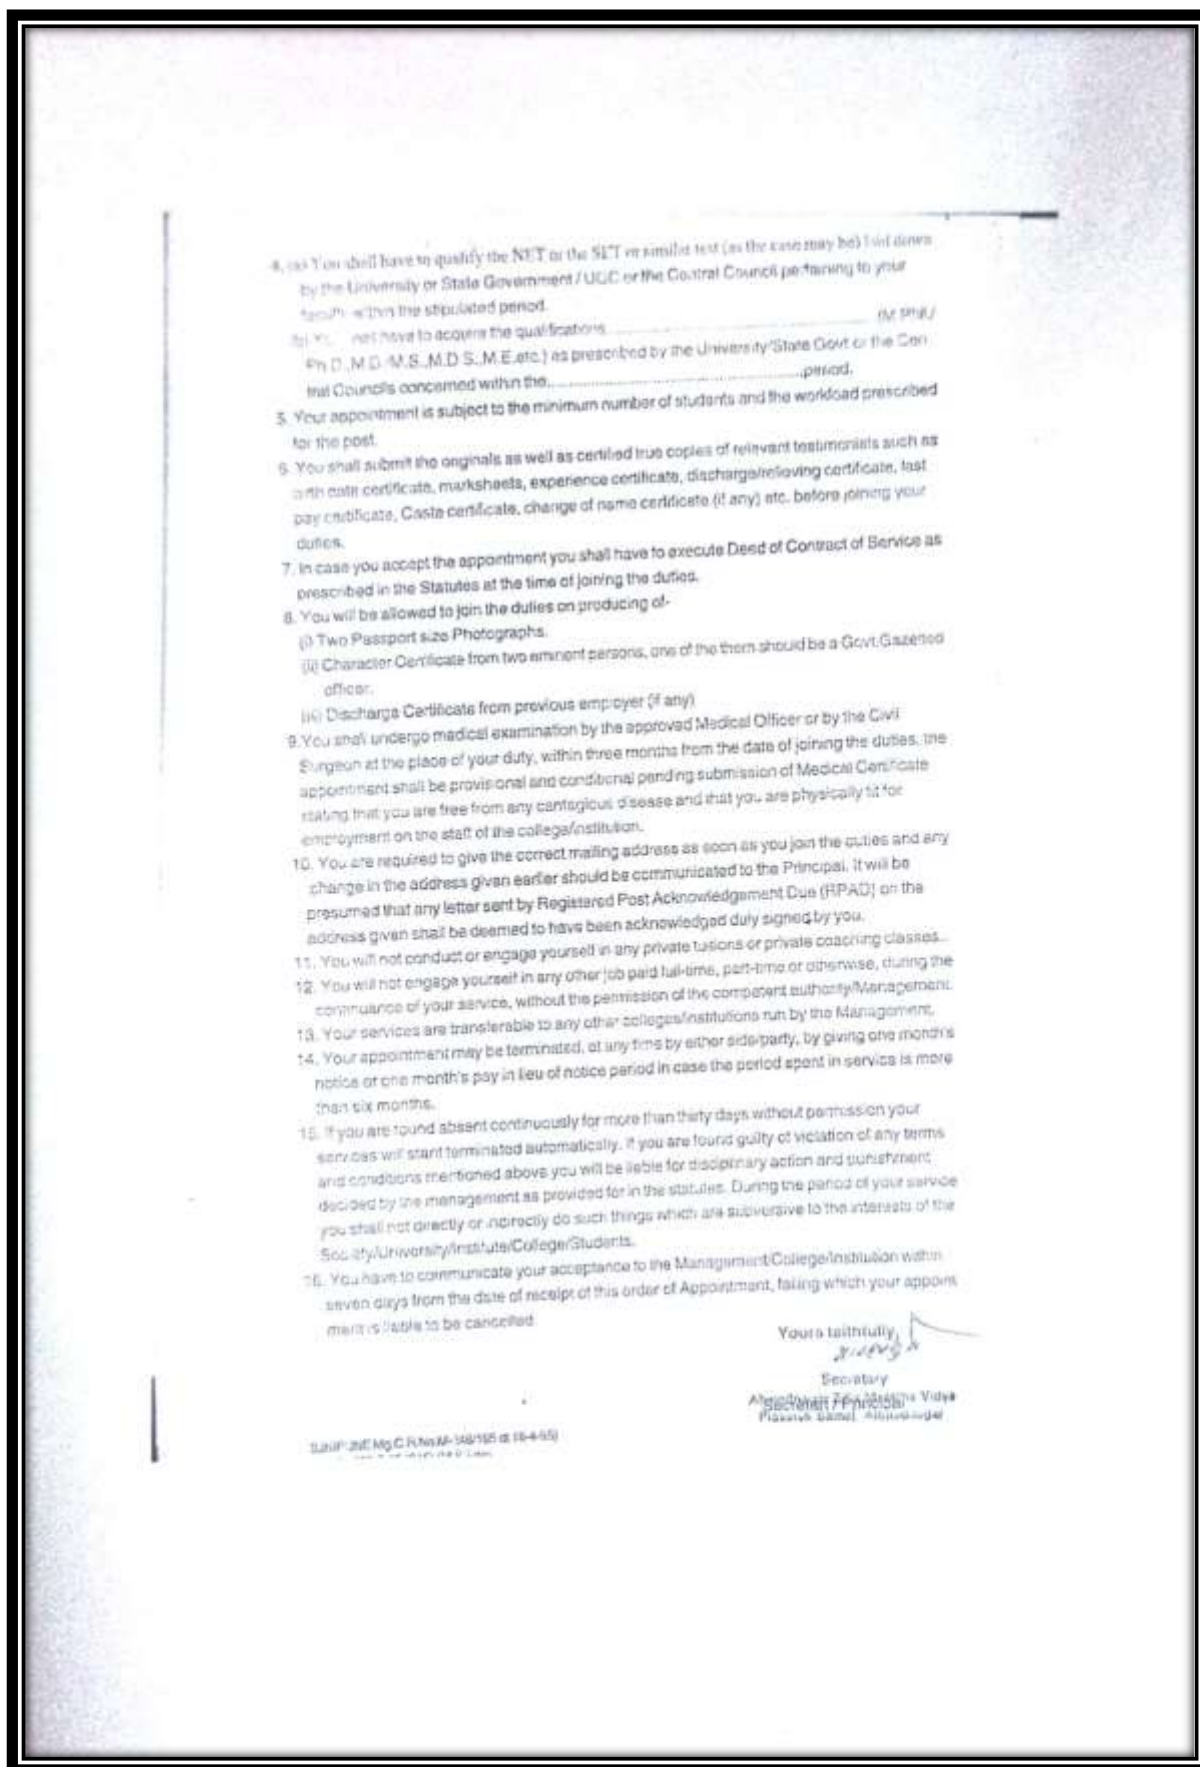 4. (a) You shall have to qualify the NET or the SET or similar test (as the case may be) laid down
by the University or State Government / UGC or the Central Council pertaining to your
faculty within the stipulated period.
(b) have to acquire the qualifications............(M.Phil./
Ph.D., M.D./M.S.,M.D.S.,M.E.etc.) as prescribed by the University/State Govt or the Cen
tral Councils concerned within the............period.
5. Your appointment is subject to the minimum number of students and the workload prescribed
for the post.
6. You shall submit the originals as well as certified true copies of relevant testimonials such as
birth date certificate, marksheets, experience certificate, discharge/relieving certificate, last
pay certificate, Caste certificate, change of name certificate (if any) etc. before joining your
duties.
7. In case you accept the appointment you shall have to execute Deed of Contract of Service as
prescribed in the Statutes at the time of joining the duties.
8. You will be allowed to join the duties on producing of-
(i) Two Passport size Photographs.
(ii) Character Certificate from two eminent persons, one of the them should be a Govt.Gazetted
officer.
(iii) Discharge Certificate from previous employer (if any)
9.You shall undergo medical examination by the approved Medical Officer or by the Civil
Surgeon at the place of your duty, within three months from the date of joining the duties, the
appointment shall be provisional and conditional pending submission of Medical Certificate
stating that you are free from any contagious disease and that you are physically fit for
employment on the staff of the college/institution.
10. You are required to give the correct mailing address as soon as you join the duties and any
change in the address given earlier should be communicated to the Principal. It will be
presumed that any letter sent by Registered Post Acknowledgement Due (RPAD) on the
address given shall be deemed to have been acknowledged duly signed by you.
11. You will not conduct or engage yourself in any private tusions or private coaching classes.
12. You will not engage yourself in any other job paid full-time, part-time or otherwise, during the
continuance of your service, without the permission of the competent authority/Management.
13. Your services are transferable to any other colleges/institutions run by the Management.
14. Your appointment may be terminated, at any time by either side/party, by giving one month's
notice or one month's pay in lieu of notice period in case the period spent in service is more
than six months.
15. If you are found absent continuously for more than thirty days without permission your
services will stant terminated automatically. If you are found guilty of violation of any terms
and conditions mentioned above you will be liable for disciplinary action and punishment
decided by the management as provided for in the statutes. During the period of your service
you shall not directly or indirectly do such things which are subversive to the interests of the
Society/University/Institute/College/Students.
16. You have to communicate your acceptance to the Management/College/Institution within
seven days from the date of receipt of this order of Appointment, failing which your appoint
ment is liable to be cancelled
Yours faithfully,
Secretary
Vidya
Secretary / Principal